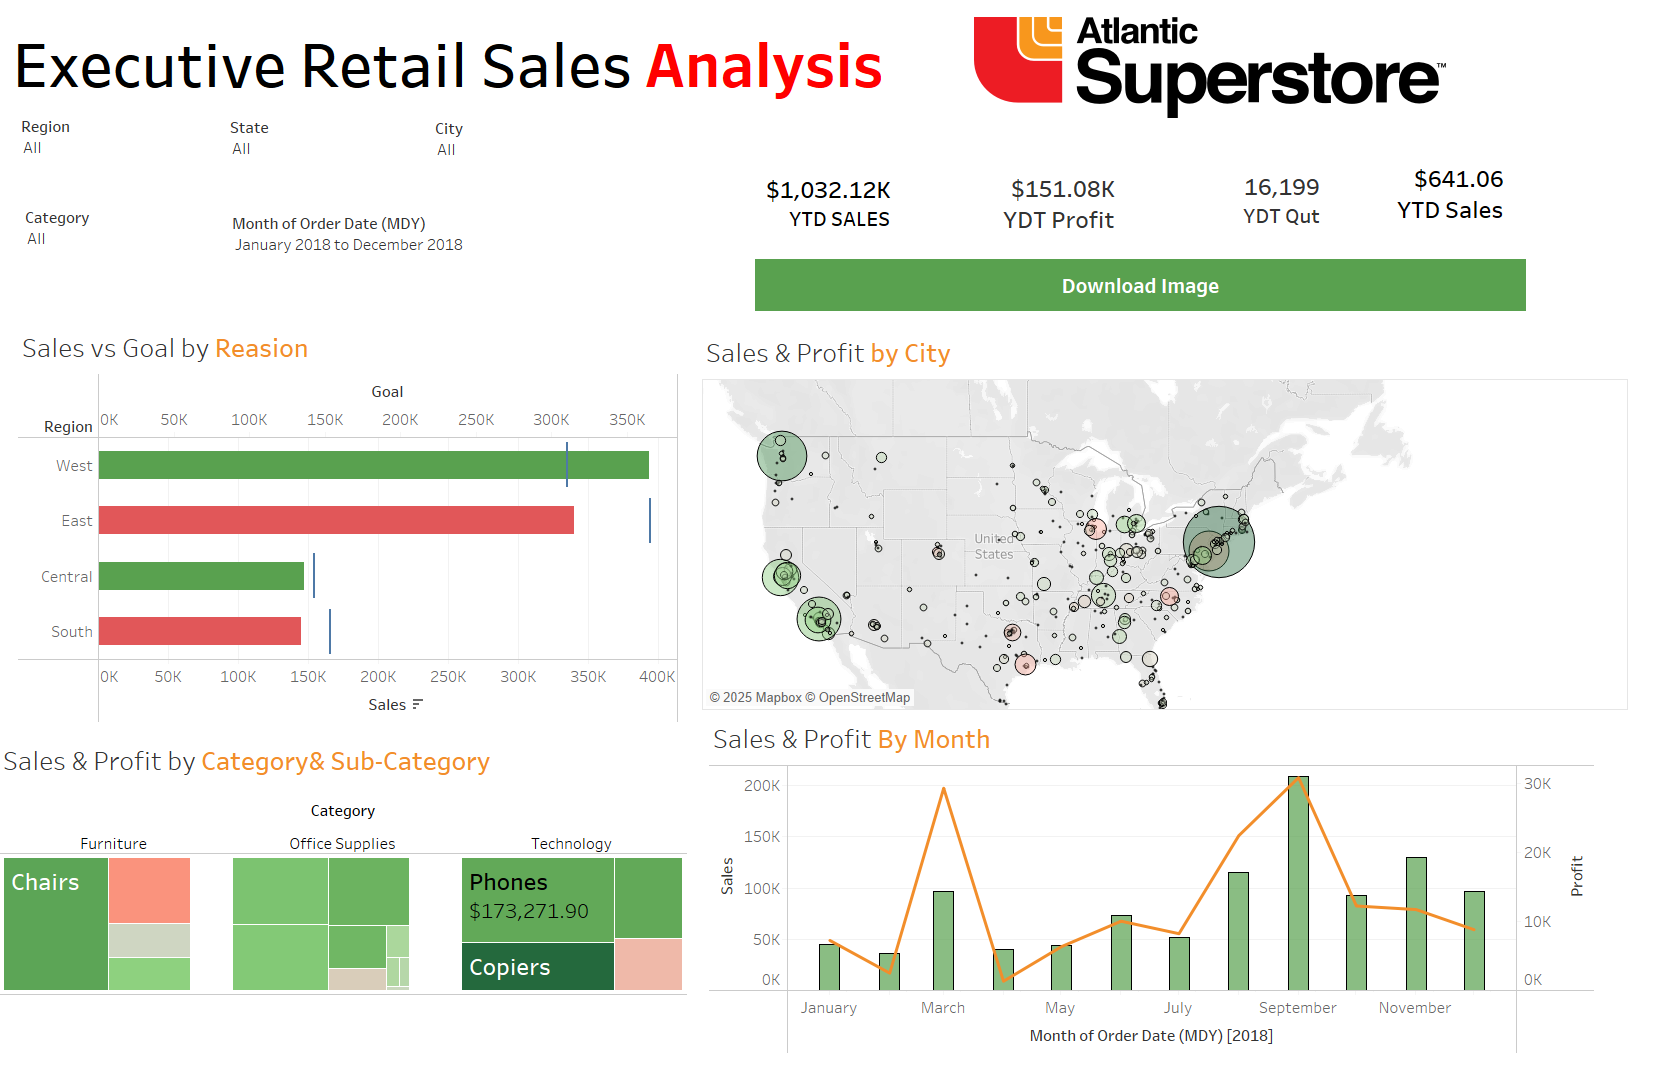 Executive Retail Sales Analysis
Atlantic
Superstore™
Region
All
State
All
City
All
Category
All
Month of Order Date (MDY)
January 2018 to December 2018
$1,032.12K
YTD SALES
$151.08K
YDT Profit
16,199
YDT Qut
$641.06
YTD Sales
Download Image
Sales vs Goal by Reasion
Goal
Region
0K 50K 100K 150K 200K 250K 300K 350K
West
East
Central
South
0K 50K 100K 150K 200K 250K 300K 350K 400K
Sales
Sales & Profit by City
United
States
© 2025 Mapbox © OpenStreetMap
Sales & Profit by Category& Sub-Category
Category
Furniture Office Supplies Technology
Chairs
Phones
$173,271.90
Copiers
Sales & Profit By Month
Sales
200K
150K
100K
50K
0K
30K
20K
10K
0K
Profit
January March May July September November
Month of Order Date (MDY) [2018]